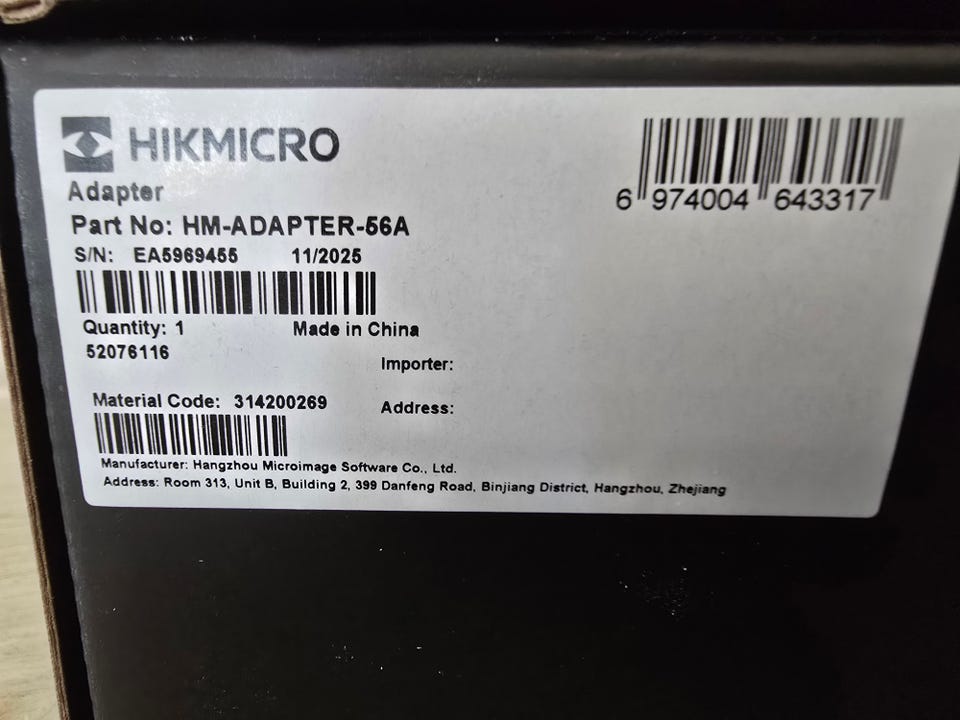 HIKMICRO
Adapter
Part No: HM-ADAPTER-56A
S/N: EA5969455 11/2025
Quantity: 1 Made in China
52076116
Importer:
Material Code: 314200269
Address:
Manufacturer: Hangzhou Microimage Software Co., Ltd.
Address: Room 313, Unit B, Building 2, 399 Danfeng Road, Binjiang District, Hangzhou, Zhejiang
6 974004 643317